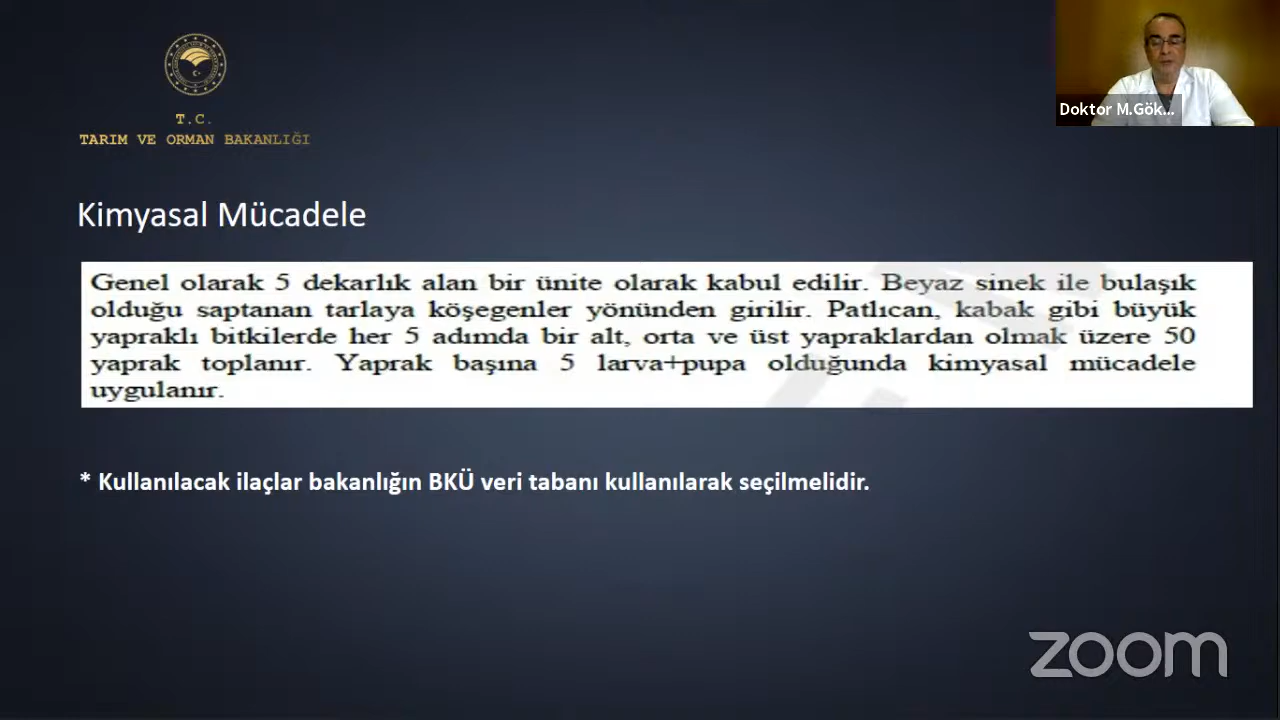 T.C.
TARIM VE ORMAN BAKANLIĞI
Doktor M.Gök...
Kimyasal Mücadele
Genel olarak 5 dekarlık alan bir ünite olarak kabul edilir. Beyaz sinek ile bulaşık
olduğu saptanan tarlaya köşegenler yönünden girilir. Patlıcan, kabak gibi büyük
yapraklı bitkilerde her 5 adımda bir alt, orta ve üst yapraklardan olmak üzere 50
yaprak toplanır. Yaprak başına 5 larva+pupa olduğunda kimyasal mücadele
uygulanır.
* Kullanılacak ilaçlar bakanlığın BKÜ veri tabanı kullanılarak seçilmelidir.
zoom